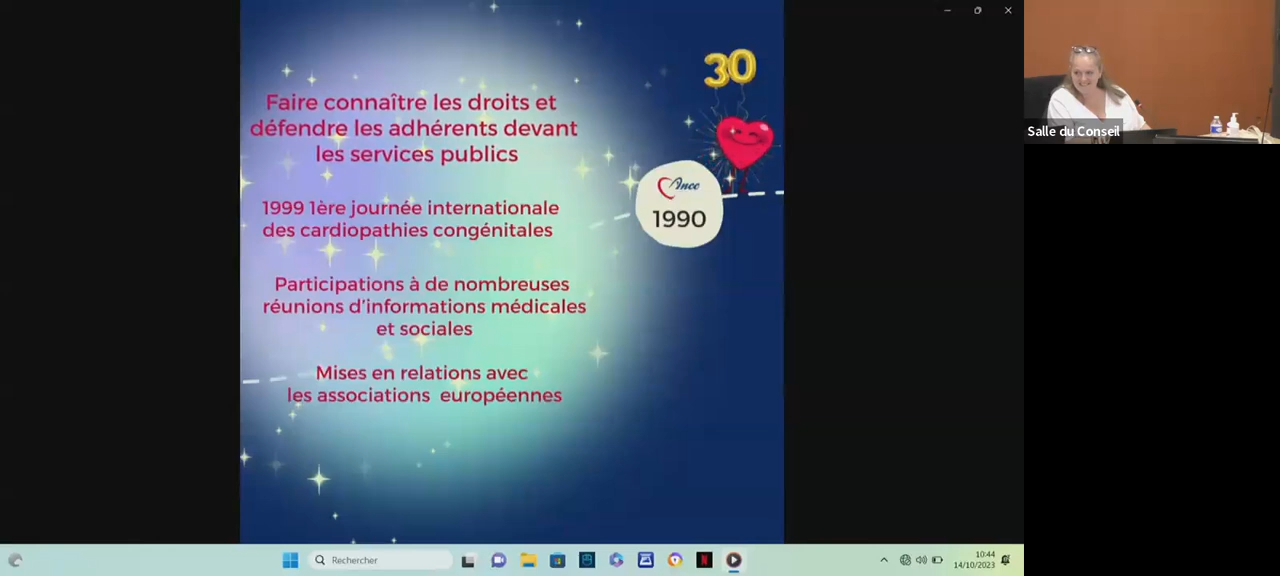 30
Faire connaître les droits et
défendre les adhérents devant
les services publics
Salle du Conseil
Ance
1990
1999 1ère journée internationale
des cardiopathies congénitales
Participations à de nombreuses
réunions d'informations médicales
et sociales
Mises en relations avec
les associations européennes
Rechercher
N
10:44
14/10/2023